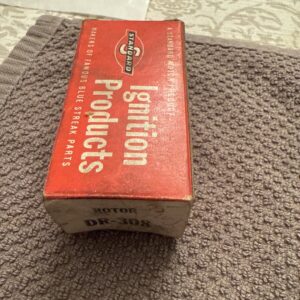 STANDARD
Ignition
Products
MAKERS OF FAMOUS BLUE STREAK PARTS
ROTOR
DR-308